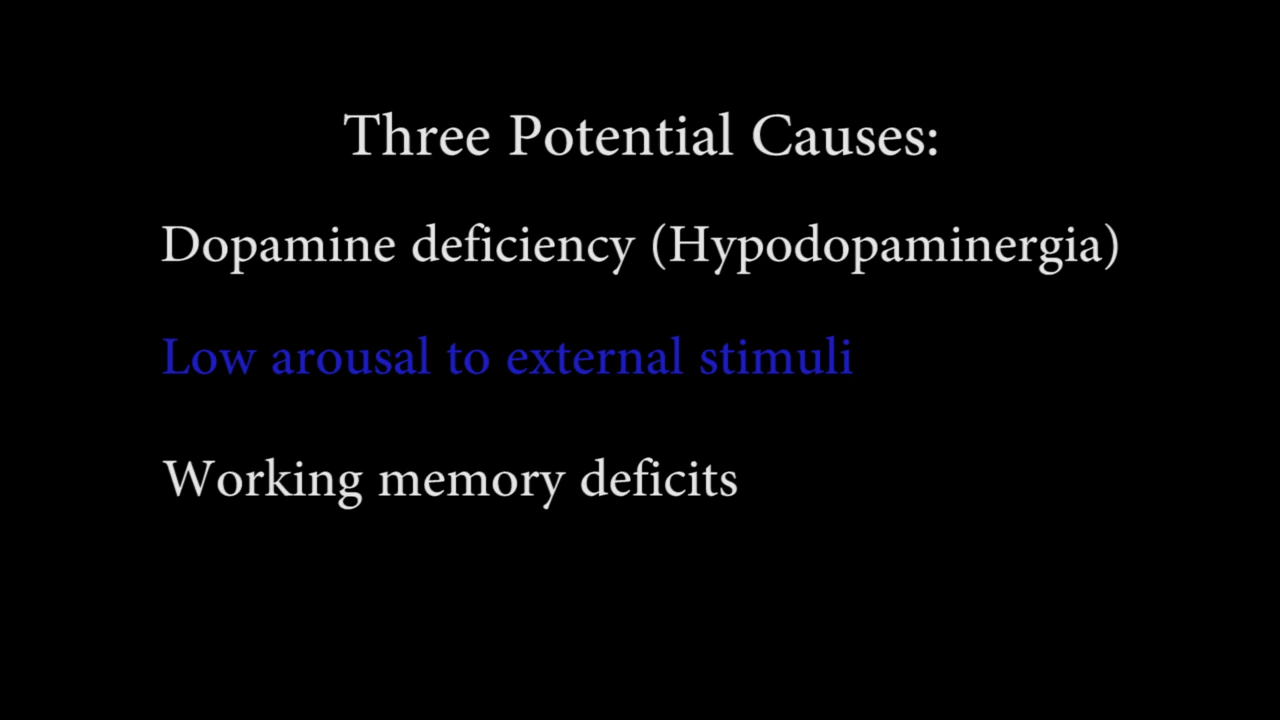 Three Potential Causes:
Dopamine deficiency (Hypodopaminergia)
Low arousal to external stimuli
Working memory deficits